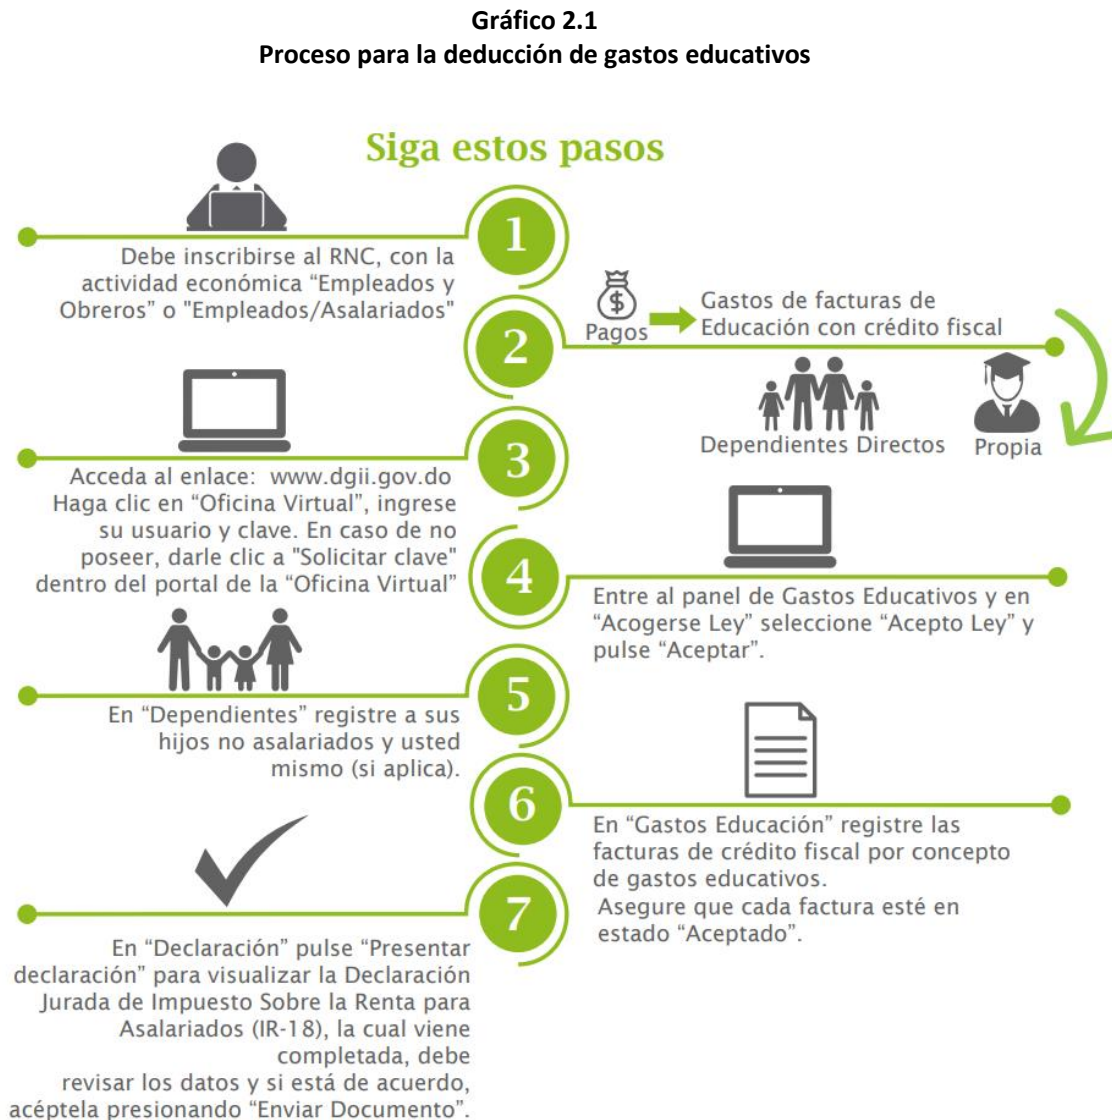 Gráfico 2.1
Proceso para la deducción de gastos educativos
Siga estos pasos
1
Debe inscribirse al RNC, con la
actividad económica “Empleados y
Obreros” o "Empleados/Asalariados"
2
$
Pagos
Gastos de facturas de
Educación con crédito fiscal
Dependientes Directos
Propia
3
Acceda al enlace: www.dgii.gov.do
Haga clic en “Oficina Virtual”, ingrese
su usuario y clave. En caso de no
poseer, darle clic a "Solicitar clave"
dentro del portal de la “Oficina Virtual”
4
Entre al panel de Gastos Educativos y en
“Acogerse Ley” seleccione “Acepto Ley” y
pulse “Aceptar”.
5
En “Dependientes” registre a sus
hijos no asalariados y usted
mismo (si aplica).
6
En “Gastos Educación” registre las
facturas de crédito fiscal por concepto
de gastos educativos.
Asegure que cada factura esté en
estado “Aceptado”.
7
En “Declaración” pulse “Presentar
declaración” para visualizar la Declaración
Jurada de Impuesto Sobre la Renta para
Asalariados (IR-18), la cual viene
completada, debe
revisar los datos y si está de acuerdo,
acéptela presionando “Enviar Documento”.